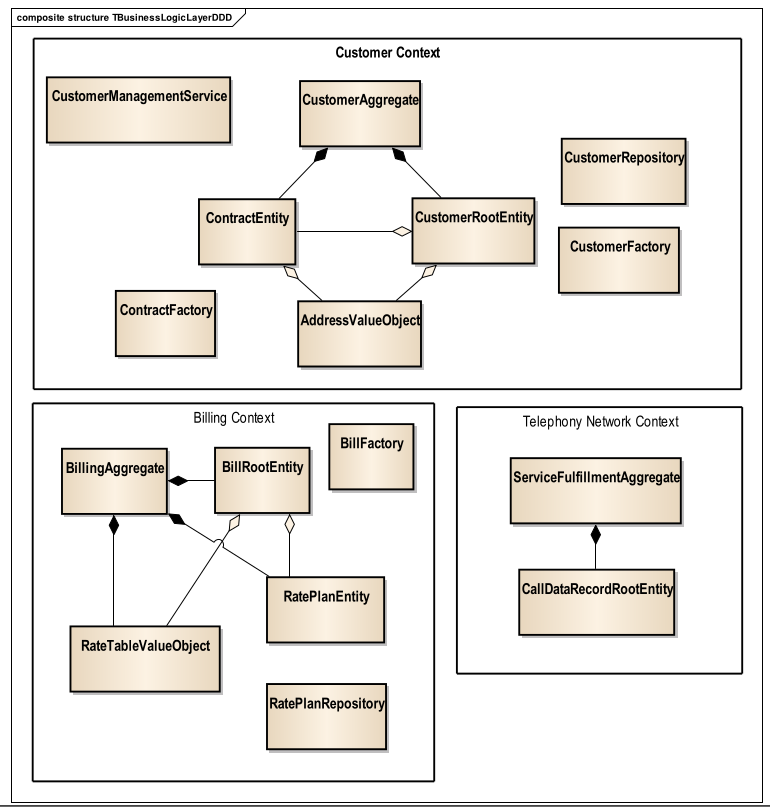 composite structure TBusinessLogicLayerDDD
Customer Context
CustomerManagementService
CustomerAggregate
CustomerRepository
ContractEntity
CustomerRootEntity
CustomerFactory
ContractFactory
AddressValueObject
Billing Context
BillFactory
BillingAggregate
BillRootEntity
RatePlanEntity
RateTableValueObject
RatePlanRepository
Telephony Network Context
ServiceFulfillmentAggregate
CallDataRecordRootEntity